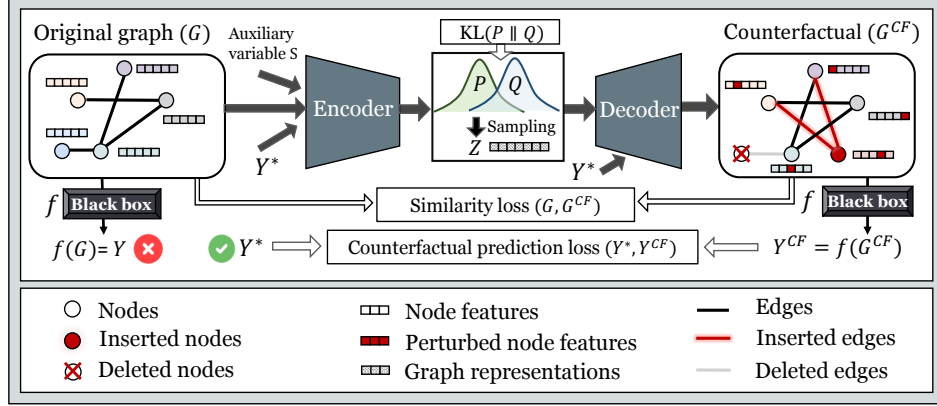 Original graph (G)
Auxiliary
variable S
KL(P ∥ Q)
Counterfactual (G^{CF})
Encoder
P Q
Sampling
Z
Decoder
Y*
Y*
f Black box
Similarity loss (G, G^{CF})
f Black box
f(G)= Y
Y*
Counterfactual prediction loss (Y*, Y^{CF})
Y^{CF} = f(G^{CF})
Nodes
Node features
Edges
Inserted nodes
Perturbed node features
Inserted edges
Deleted nodes
Graph representations
Deleted edges